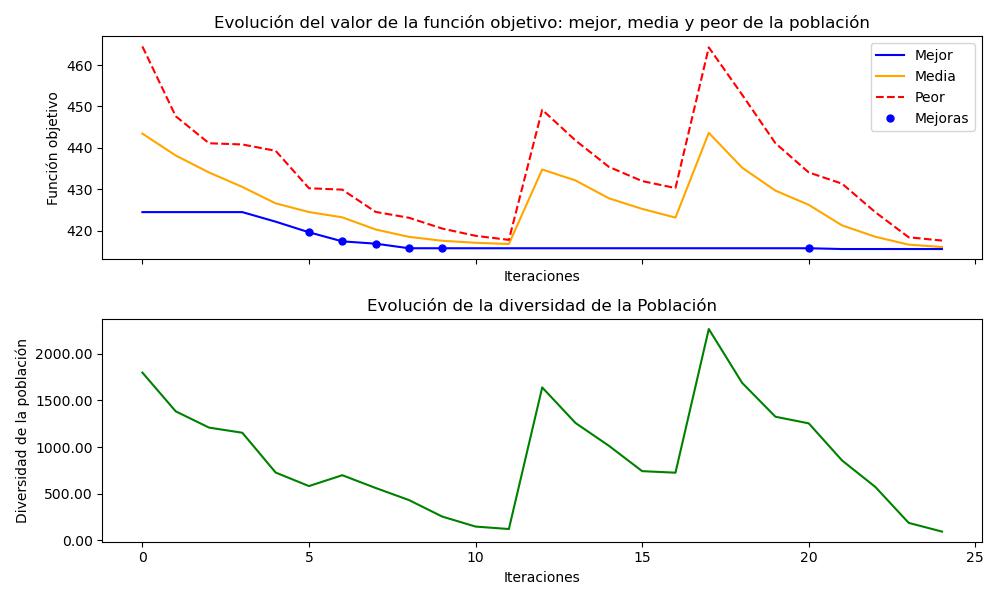 Evolución del valor de la función objetivo: mejor, media y peor de la población
Función objetivo
460
450
440
430
420
Mejor
Media
Peor
Mejoras
Iteraciones
Evolución de la diversidad de la Población
Diversidad de la población
2000.00
1500.00
1000.00
500.00
0.00
0 5 10 15 20 25
Iteraciones